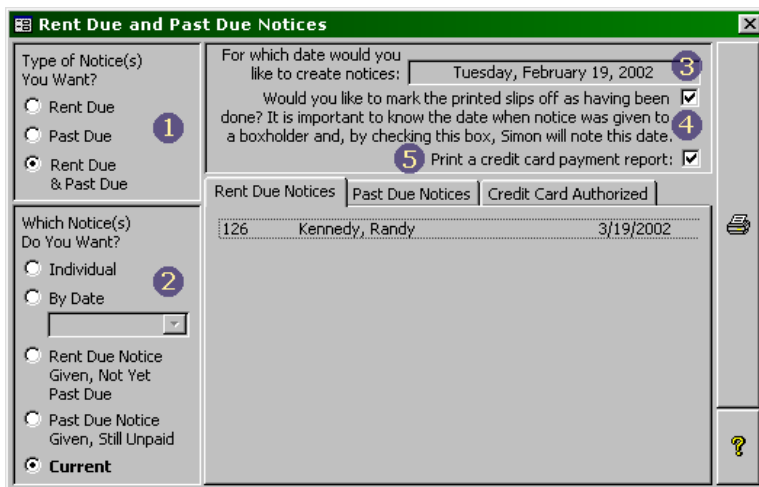 Rent Due and Past Due Notices
Type of Notice(s)
You Want?
Rent Due
Past Due
1
Rent Due
& Past Due
Which Notice(s)
Do You Want?
Individual
2
By Date
Rent Due Notice
Given, Not Yet
Past Due
Past Due Notice
Given, Still Unpaid
Current
For which date would you
like to create notices:
Tuesday, February 19, 2002
3
Would you like to mark the printed slips off as having been
done? It is important to know the date when notice was given to
a boxholder and, by checking this box, Simon will note this date.
4
5
Print a credit card payment report:
Rent Due Notices
Past Due Notices
Credit Card Authorized
126 Kennedy, Randy 3/19/2002
?